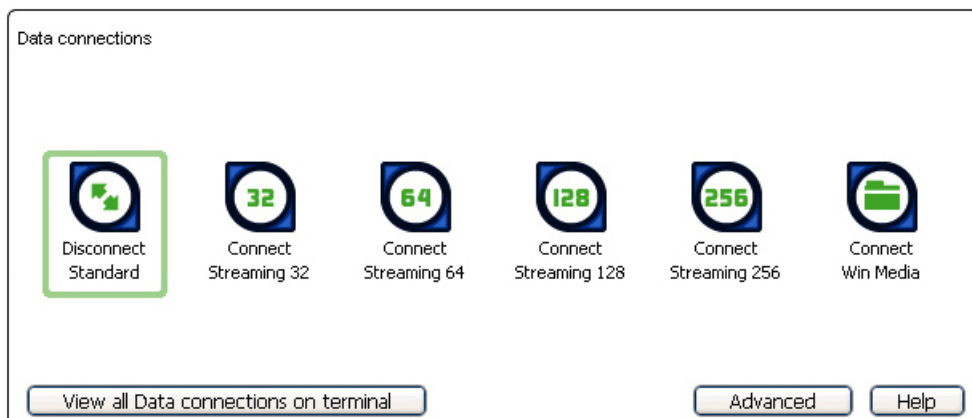 Data connections
32
64
128
256
Disconnect
Standard
Connect
Streaming 32
Connect
Streaming 64
Connect
Streaming 128
Connect
Streaming 256
Connect
Win Media
View all Data connections on terminal
Advanced
Help